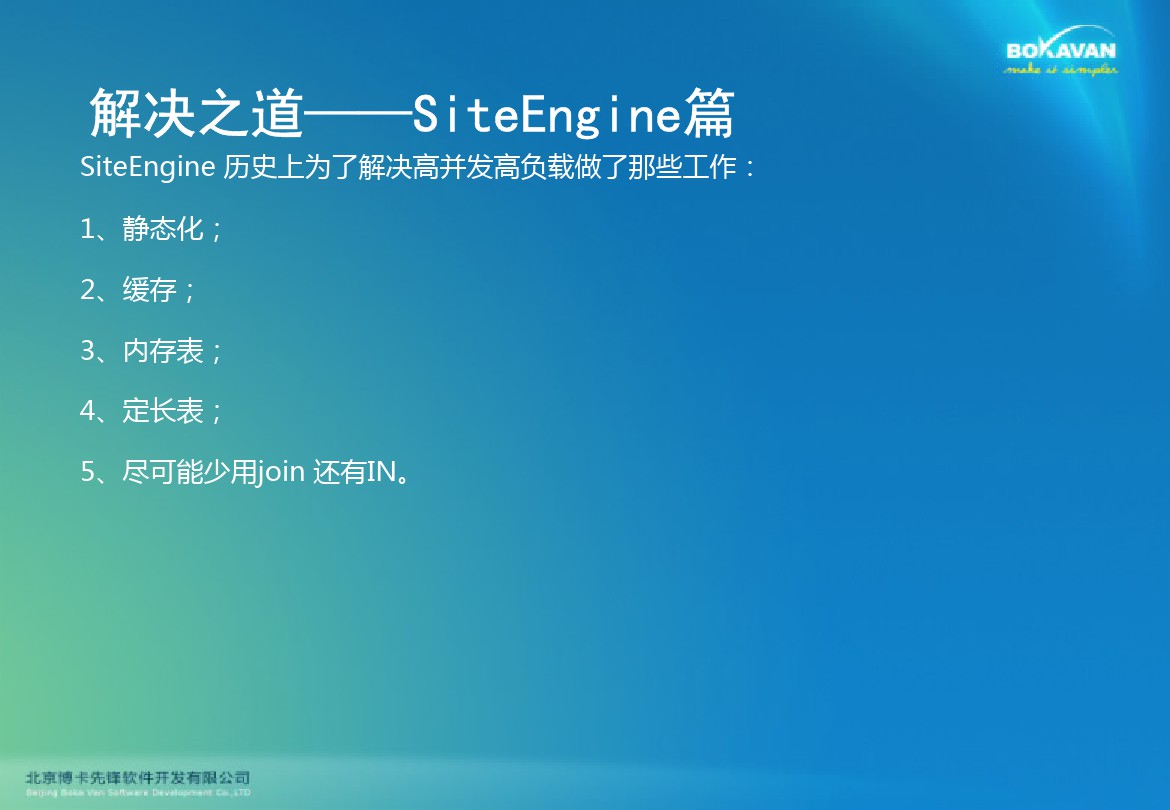 BOKAVAN
make it simpler
解决之道——SiteEngine篇
SiteEngine 历史上为了解决高并发高负载做了那些工作：
1、静态化；
2、缓存；
3、内存表；
4、定长表；
5、尽可能少用join 还有IN。
北京博卡先锋软件开发有限公司
Beijing Boka Van Software Development Co.,LTD